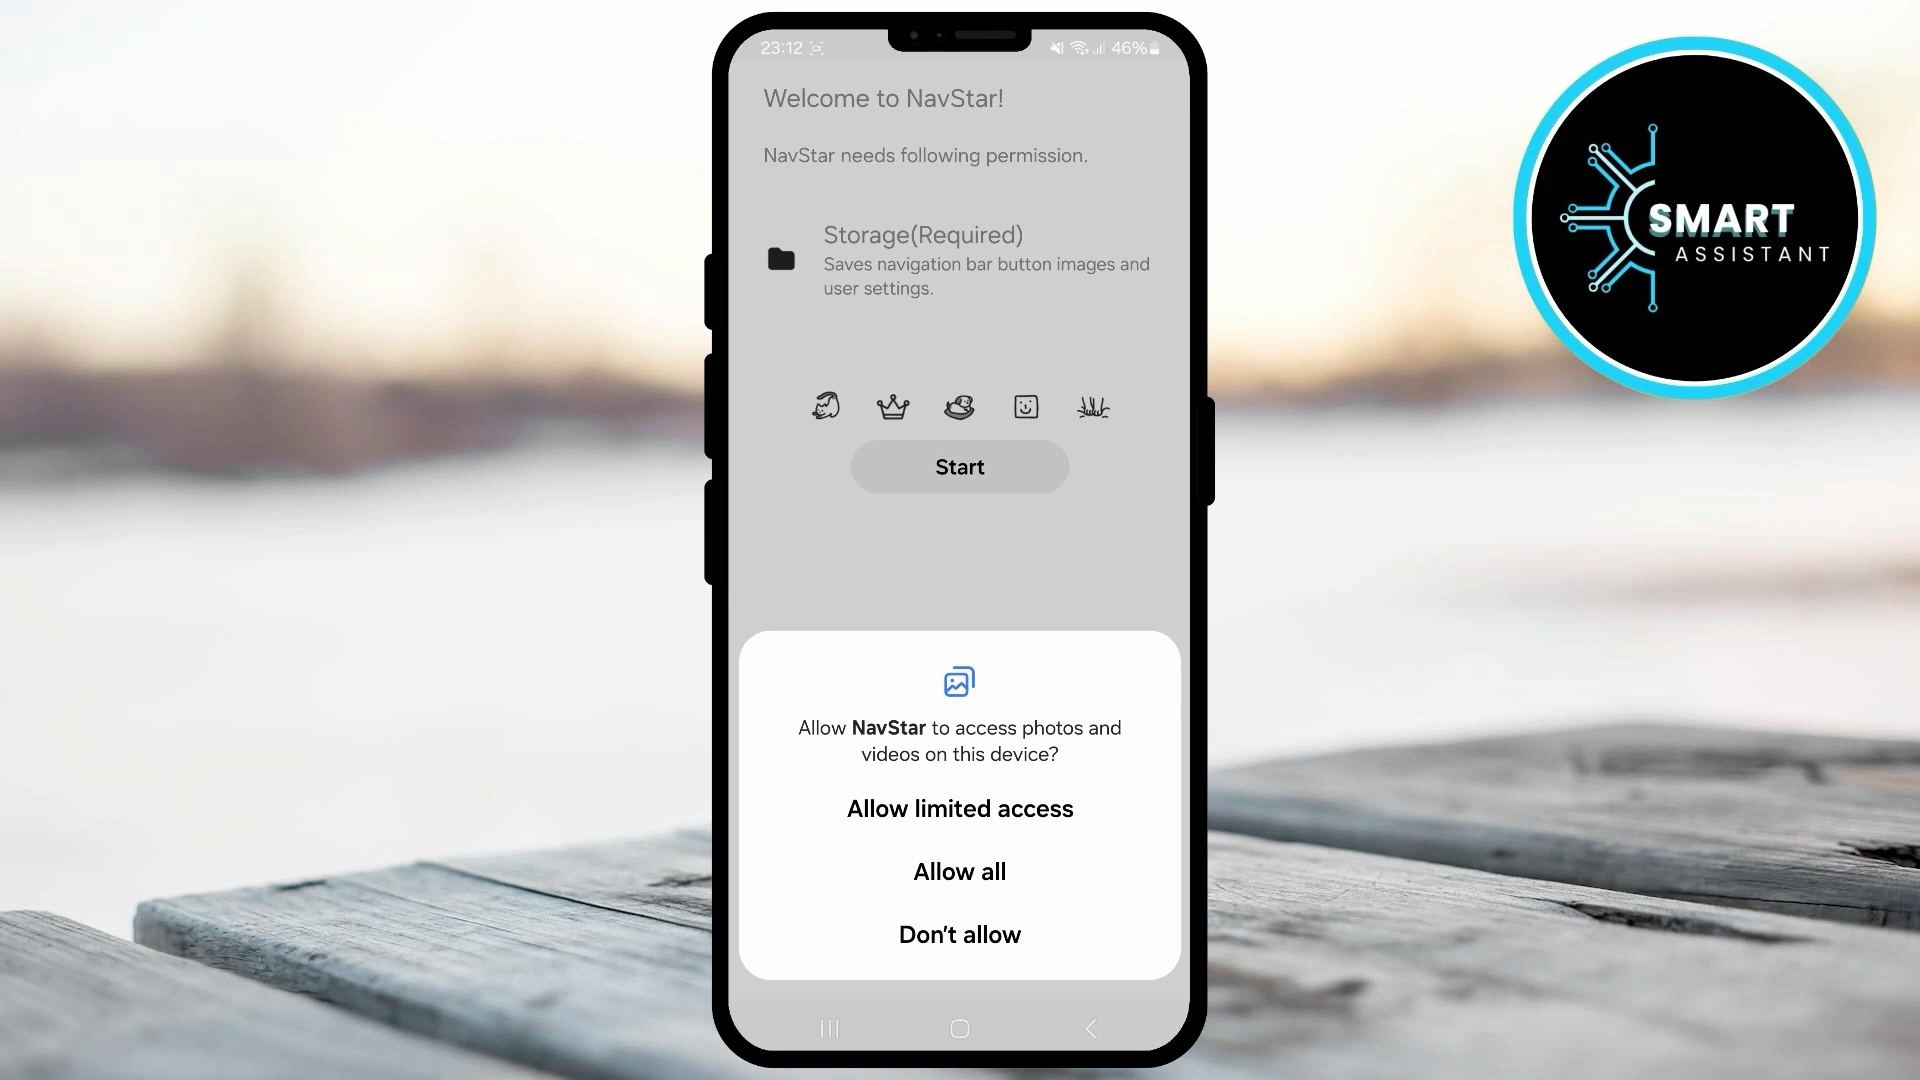 23:12
46%
Welcome to NavStar!
NavStar needs following permission.
Storage(Required)
Saves navigation bar button images and
user settings.
Start
Allow NavStar to access photos and
videos on this device?
Allow limited access
Allow all
Don't allow
SMART
ASSISTANT